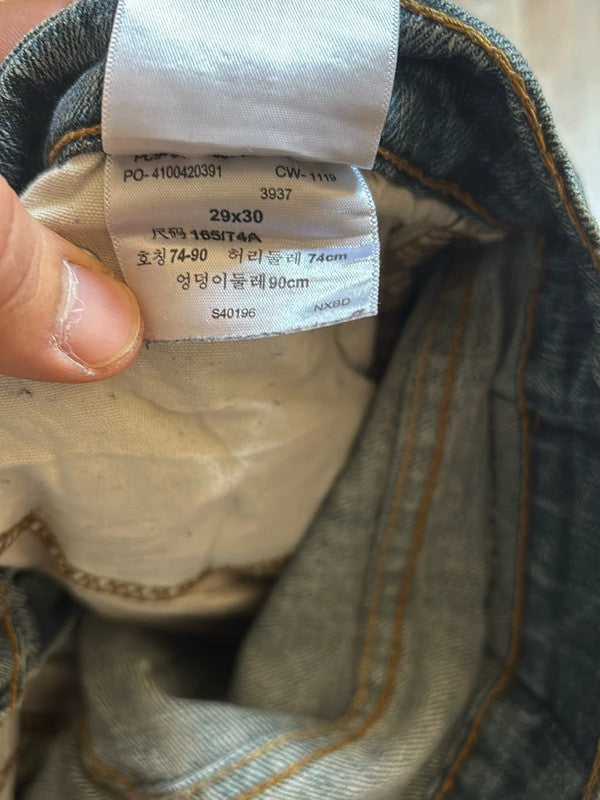 PO-4100420391 CW-1119
3937
29x30
尺码 165/74A
호칭 74-90 허리둘레 74cm
엉덩이둘레 90cm
S40196 NXBD